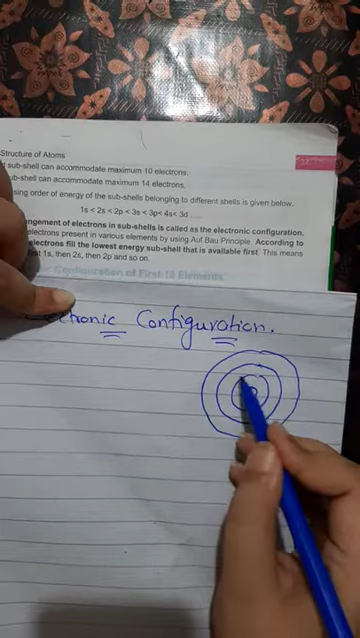 Structure of Atoms
sub-shell can accommodate maximum 10 electrons.
sub-shell can accommodate maximum 14 electrons.
sing order of energy of the sub-shells belonging to different shells is given below.
1s < 2s < 2p < 3s < 3p< 4s< 3d ....
ngement of electrons in sub-shells is called as the electronic configuration.
electrons present in various elements by using Auf Bau Principle. According to
electrons fill the lowest energy sub-shell that is available first. This means
1s, then 2s, then 2p and so on.
Configuration of First 18 Elements
ctronic Configuration.